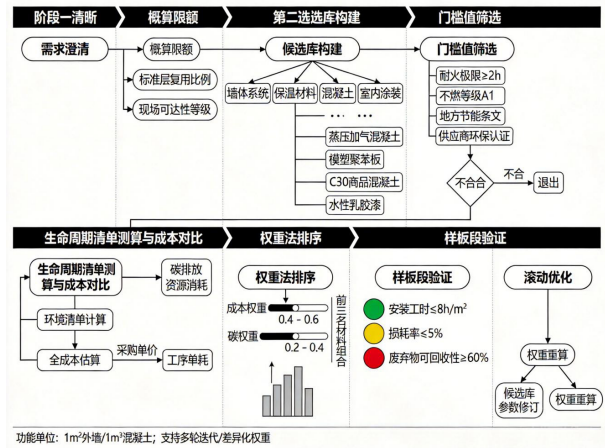 阶段一清晰
概算限额
第二选选库构建
门槛值筛选
需求澄清
概算限额
标准层复用比例
现场可达性等级
候选库构建
墙体系统
保温材料
混凝土
室内涂装
... ...
蒸压加气混凝土
模塑聚苯板
C30商品混凝土
水性乳胶漆
门槛值筛选
耐火极限≥2h
不燃等级A1
地方节能条文
供应商环保认证
不合合
不合
退出
生命周期清单测算与成本对比
权重法排序
样板段验证
生命周期清单测
算与成本对比
碳排放
资源消耗
环境清单计算
全成本估算
采购单价
工序单耗
权重法排序
成本权重
0.4 - 0.6
碳权重
0.2 - 0.4
前三名材料组合
样板段验证
安装工时≤8h/m²
损耗率≤5%
废弃物可回收性≥60%
滚动优化
权重重算
候选库
参数修订
权重重算
功能单位：1m²外墙/1m³混凝土；支持多轮迭代/差异化权重